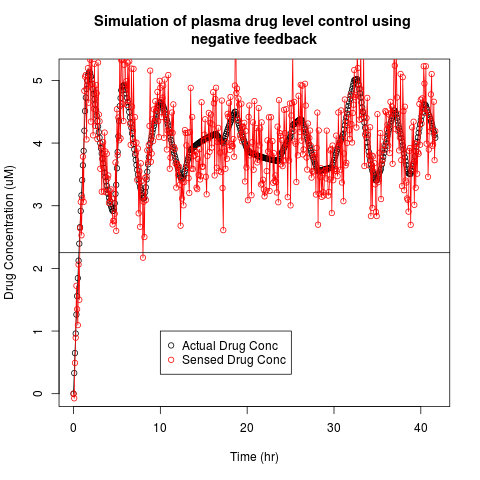 Simulation of plasma drug level control using
negative feedback
Drug Concentration (uM)
5
4
3
2
1
0
Actual Drug Conc
Sensed Drug Conc
0 10 20 30 40
Time (hr)